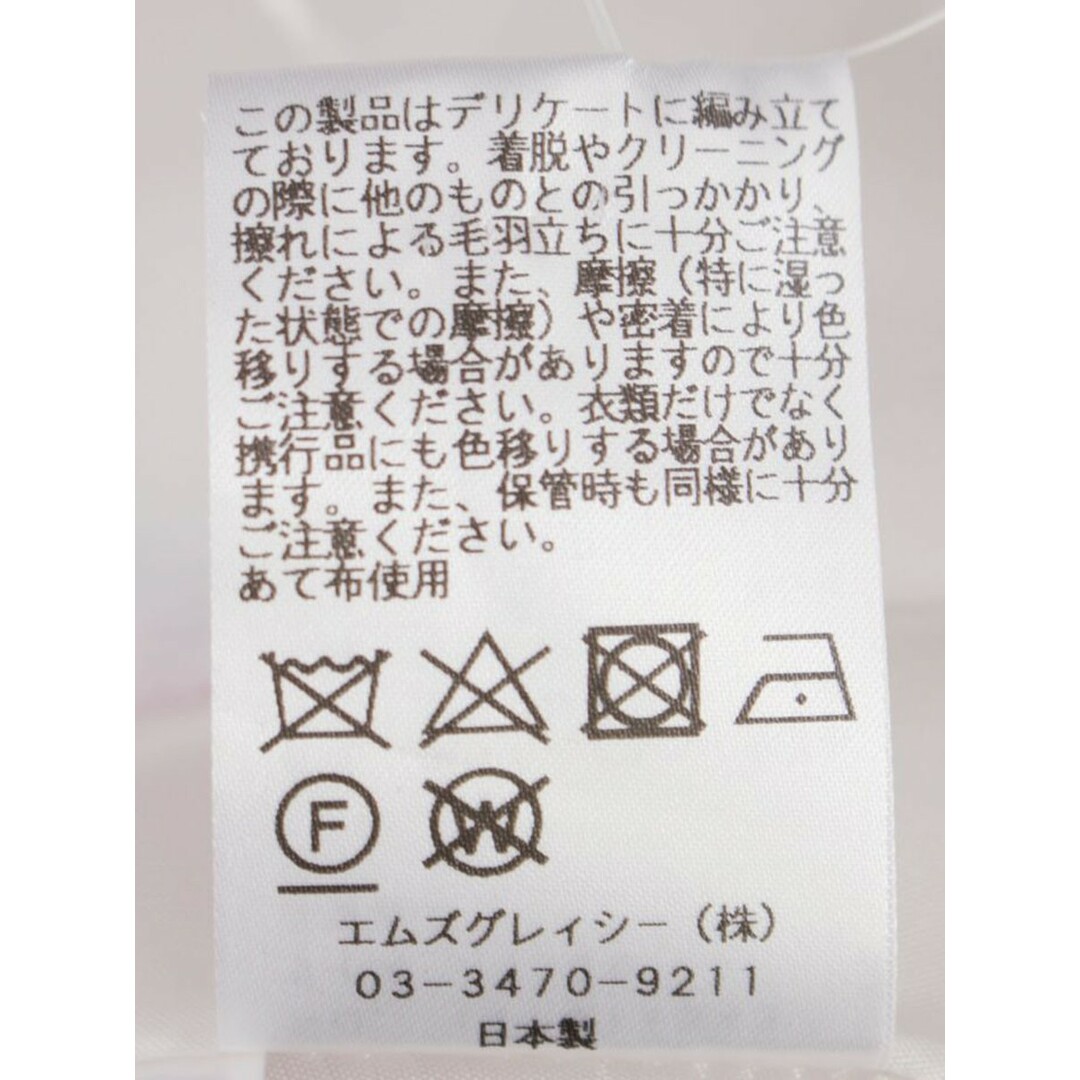 この製品はデリケートに編み立て
ております。着脱やクリーニング
の際に他のものとの引っかかり、
擦れによる毛羽立ちに十分ご注意
ください。また、摩擦（特に湿っ
た状態での摩擦）や密着により色
移りする場合がありますので十分
ご注意ください。衣類だけでなく
携行品にも色移りする場合があり
ます。また、保管時も同様に十分
ご注意ください。
あて布使用
F W
エムズグレィシー（株）
03-3470-9211
日本製